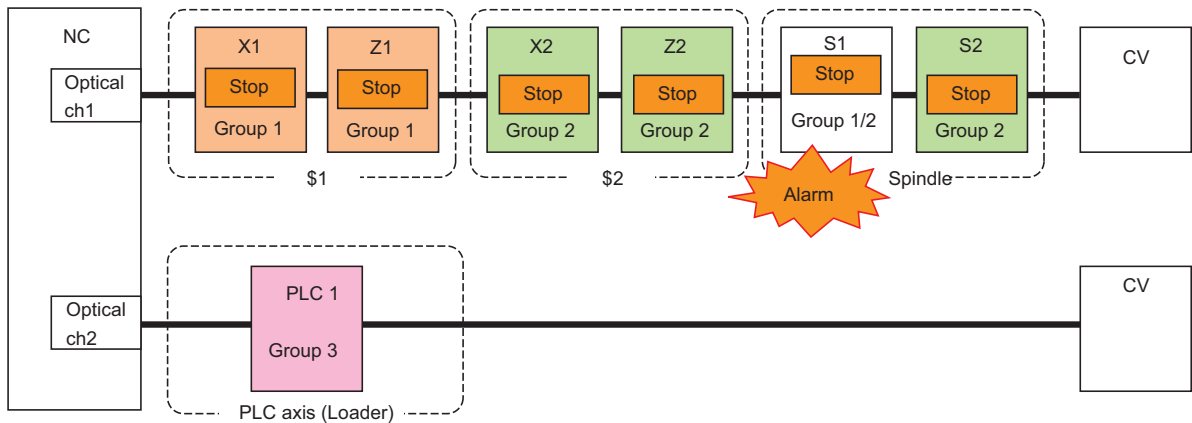 NC
Optical
ch1
X1
Stop
Group 1
Z1
Stop
Group 1
$1
X2
Stop
Group 2
Z2
Stop
Group 2
$2
S1
Stop
Group 1/2
S2
Stop
Group 2
Spindle
Alarm
CV
Optical
ch2
PLC 1
Group 3
PLC axis (Loader)
CV